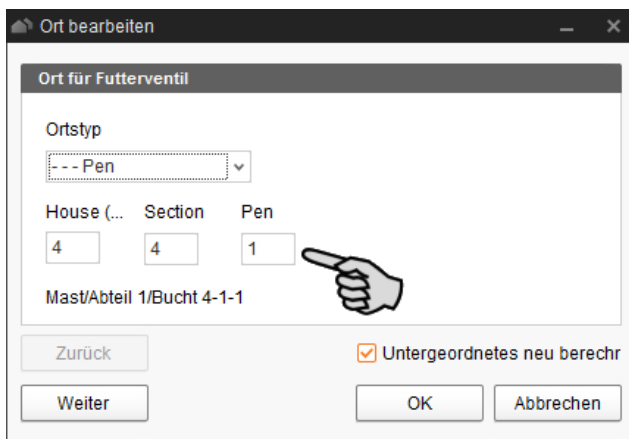 Ort bearbeiten
Ort für Futterventil
Ortstyp
--- Pen
House (... Section Pen
4 4 1
Mast/Abteil 1/Bucht 4-1-1
Zurück Untergeordnetes neu berechr
Weiter OK Abbrechen